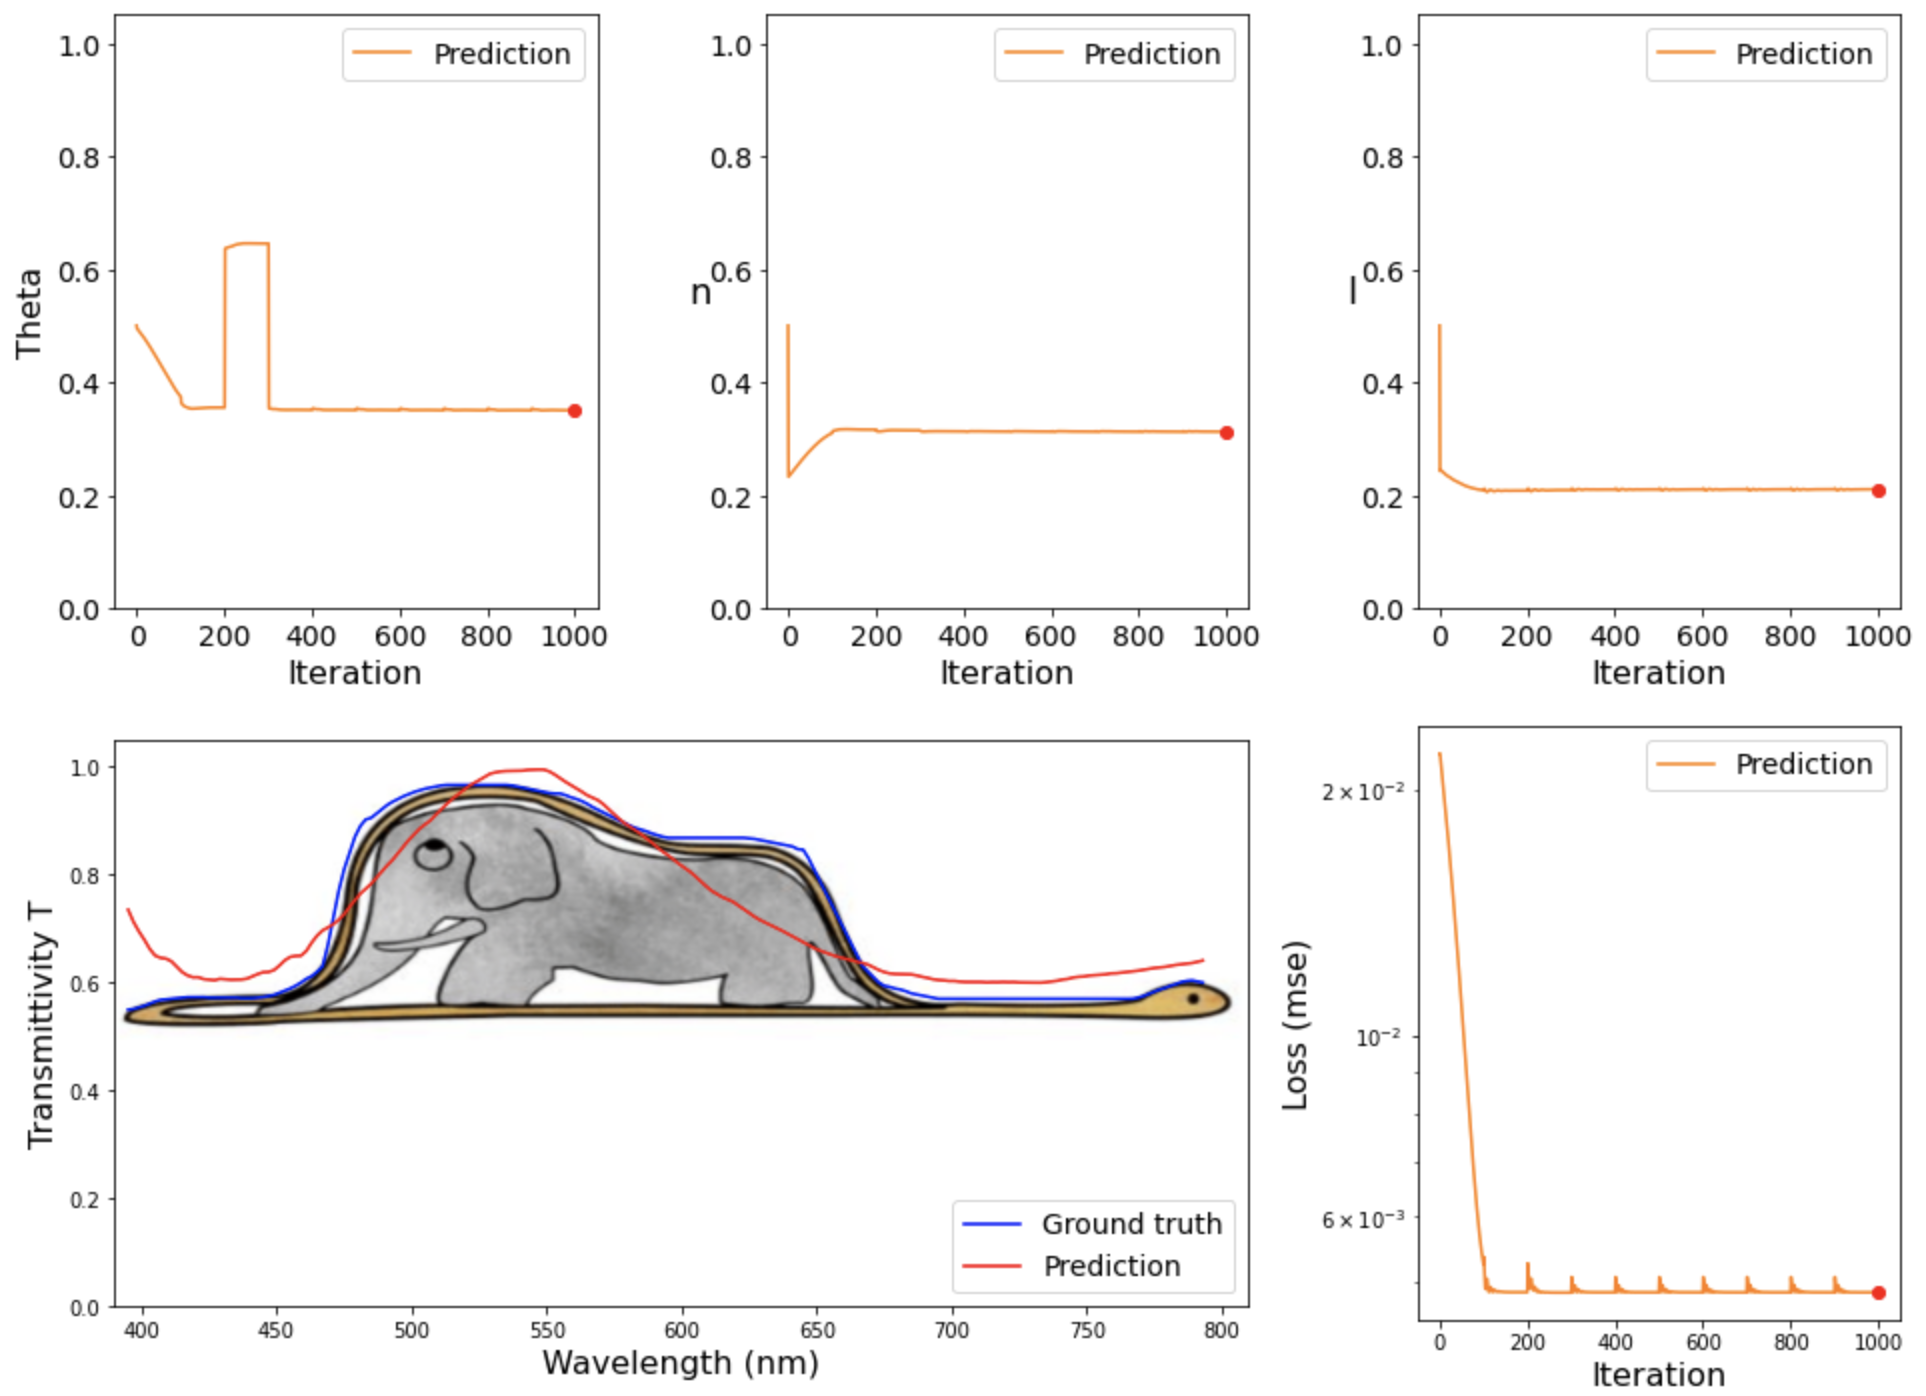 Prediction
Theta
1.0
0.8
0.6
0.4
0.2
0.0
0 200 400 600 800 1000
Iteration
Prediction
n
1.0
0.8
0.6
0.4
0.2
0.0
0 200 400 600 800 1000
Iteration
Prediction
l
1.0
0.8
0.6
0.4
0.2
0.0
0 200 400 600 800 1000
Iteration
Transmittivity T
1.0
0.8
0.6
0.4
0.2
0.0
Ground truth
Prediction
400 450 500 550 600 650 700 750 800
Wavelength (nm)
Prediction
Loss (mse)
2×10⁻²
10⁻²
6×10⁻³
0 200 400 600 800 1000
Iteration